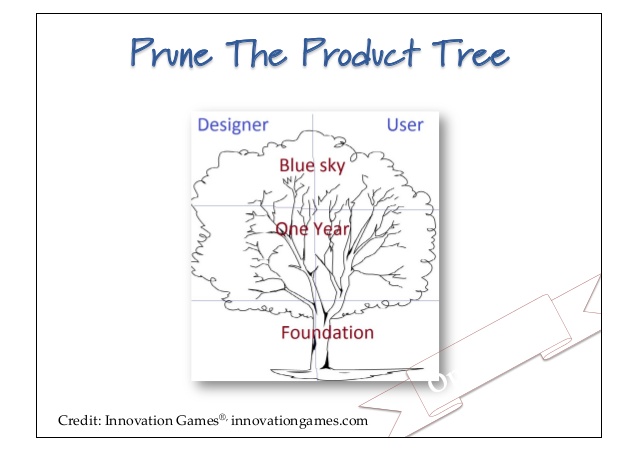 Prune The Product Tree
Designer User
Blue sky
One Year
Foundation
Credit: Innovation Games®, innovationgames.com